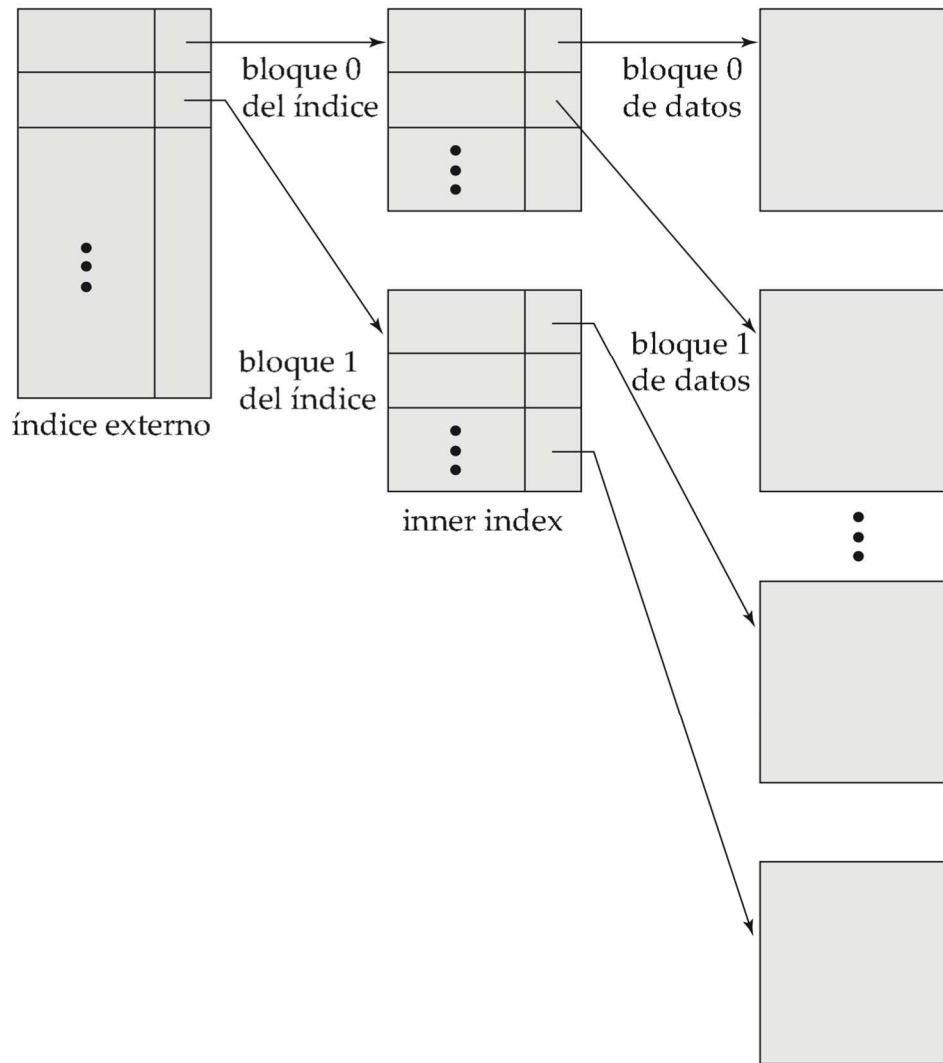 bloque 0
del índice
bloque 0
de datos
bloque 1
del índice
bloque 1
de datos
índice externo
inner index